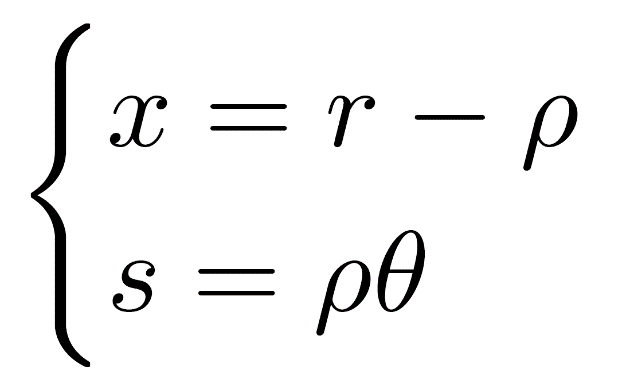 x = r − ρ
s = ρθ